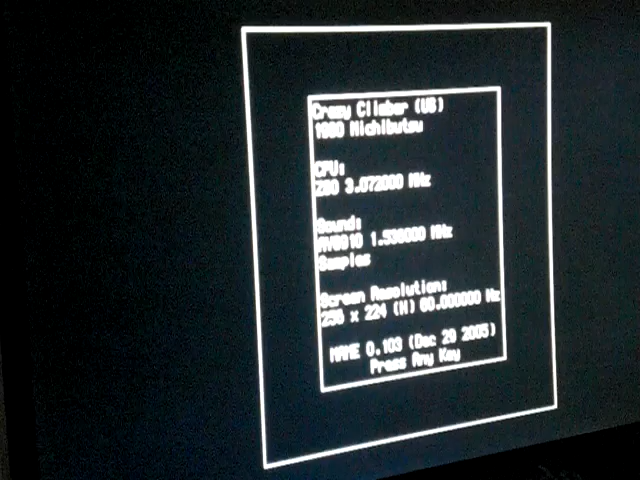 Crazy Climber (US)
1980 Nichibutsu
CPU:
Z80 3.072000 MHz
Sound:
AY8910 1.536000 MHz
Samples
Screen Resolution:
256 x 224 (H) 60.000000 Hz
MAME 0.103 (Dec 29 2005)
Press Any Key